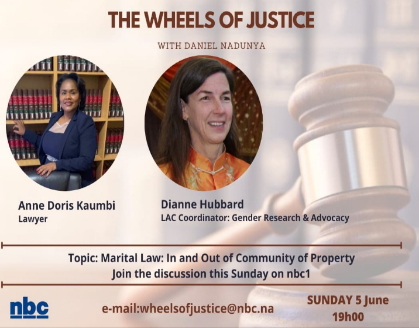 THE WHEELS OF JUSTICE
WITH DANIEL NADUNYA
Anne Doris Kaumbi
Lawyer
Dianne Hubbard
LAC Coordinator: Gender Research & Advocacy
Topic: Marital Law: In and Out of Community of Property
Join the discussion this Sunday on nbc1
nbc
e-mail:wheelsofjustice@nbc.na
SUNDAY 5 June
19h00